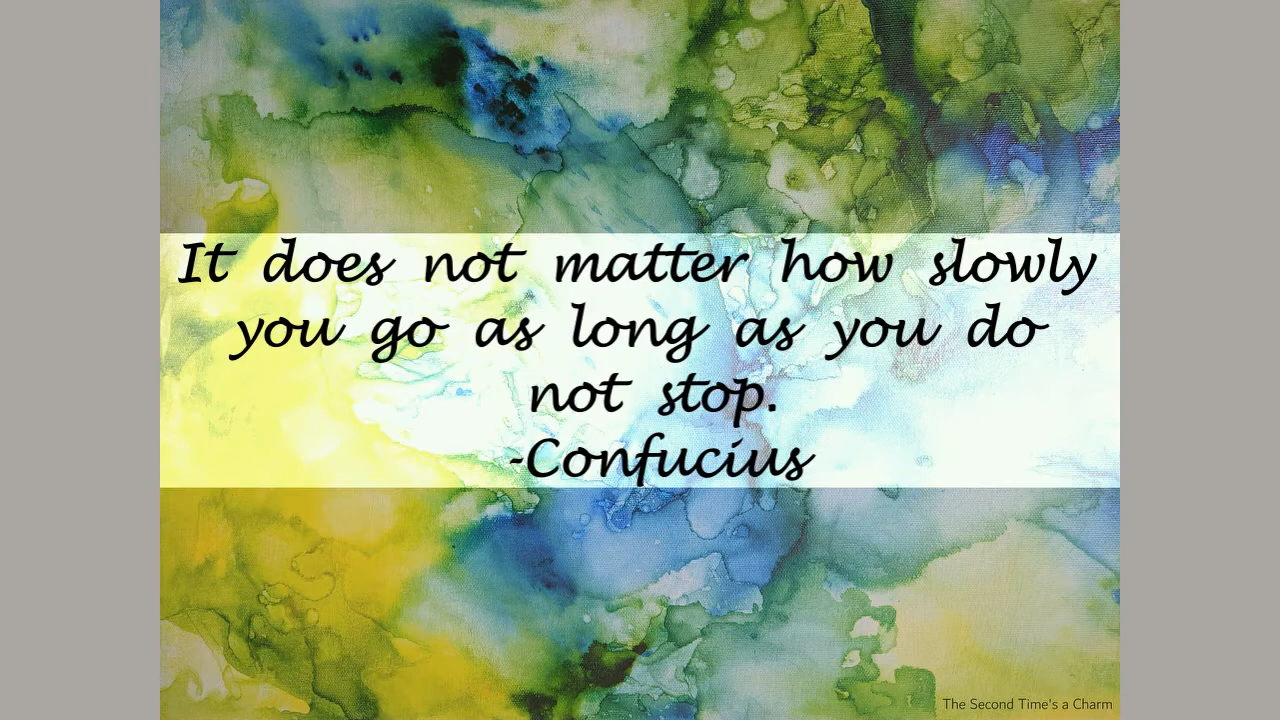 It does not matter how slowly
you go as long as you do
not stop.
-Confucius
The Second Time's a Charm